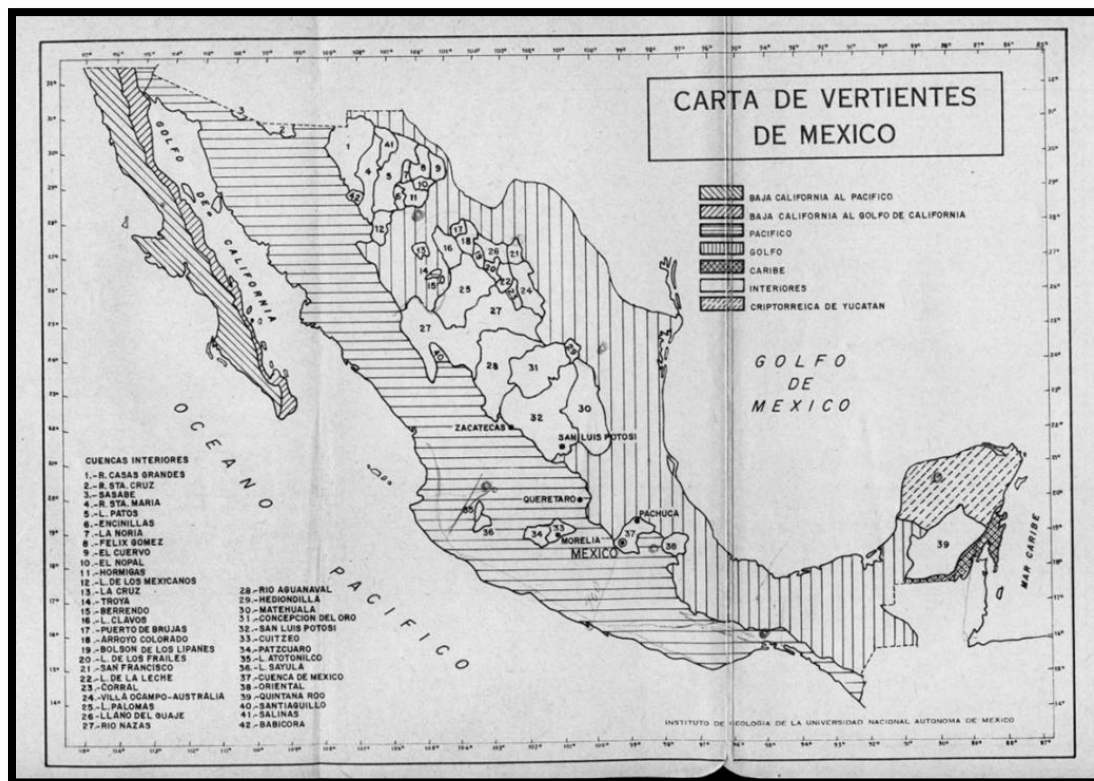 CARTA DE VERTIENTES
DE MEXICO
BAJA CALIFORNIA AL PACIFICO
BAJA CALIFORNIA AL GOLFO DE CALIFORNIA
PACIFICO
GOLFO
CARIBE
INTERIORES
CRIPTORREICA DE YUCATAN
GOLFO
DE
CALIFORNIA
GOLFO
DE
MEXICO
OCEANO
PACIFICO
MAR CARIBE
ZACATECAS
SAN LUIS POTOSI
QUERETARO
PACHUCA
MORELIA
MEXICO
CUENCAS INTERIORES
1.-R. CASAS GRANDES
2.-R. STA. CRUZ
3.-SASABE
4.-R. STA. MARIA
5.-L. PATOS
6.-ENCINILLAS
7.-LA NORIA
8.-FELIX GOMEZ
9.-EL CUERVO
10.-EL NOPAL
11.-HORMIGAS
12.-L. DE LOS MEXICANOS
13.-LA CRUZ
14.-TROYA
15.-BERRENDO
16.-L. CLAVOS
17.-PUERTO DE BRUJAS
18.-ARROYO COLORADO
19.-BOLSON DE LOS LIPANES
20.-L. DE LOS FRAILES
21.-SAN FRANCISCO
22.-L. DE LA LECHE
23.-CORRAL
24.-VILLA OCAMPO-AUSTRALIA
25.-L. PALOMAS
26.-LLANO DEL GUAJE
27.-RIO NAZAS
28.-RIO AGUANAVAL
29.-HEDIONDILLA
30.-MATEHUALA
31.-CONCEPCION DEL ORO
32.-SAN LUIS POTOSI
33.-CUITZEO
34.-PATZCUARO
35.-L. ATOTONILCO
36.-L. SAYULA
37.-CUENCA DE MEXICO
38.-ORIENTAL
39.-QUINTANA ROO
40.-SANTIAGUILLO
41.-SALINAS
42.-BABICORA
INSTITUTO DE GEOLOGIA DE LA UNIVERSIDAD NACIONAL AUTONOMA DE MEXICO